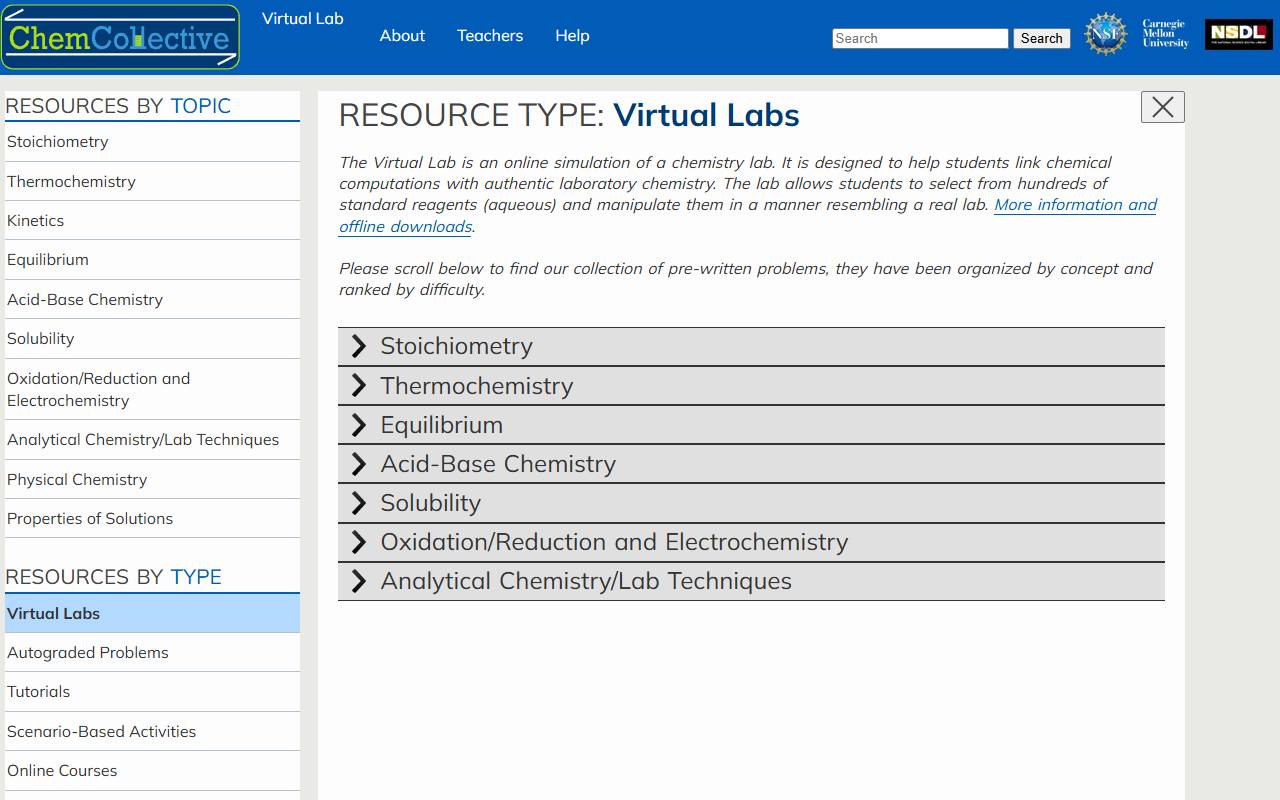 ChemCollective
Virtual Lab
About
Teachers
Help
Search
Search
NSF
Carnegie
Mellon
University
NSDL
RESOURCES BY TOPIC
Stoichiometry
Thermochemistry
Kinetics
Equilibrium
Acid-Base Chemistry
Solubility
Oxidation/Reduction and
Electrochemistry
Analytical Chemistry/Lab Techniques
Physical Chemistry
Properties of Solutions
RESOURCES BY TYPE
Virtual Labs
Autograded Problems
Tutorials
Scenario-Based Activities
Online Courses
RESOURCE TYPE: Virtual Labs
The Virtual Lab is an online simulation of a chemistry lab. It is designed to help students link chemical
computations with authentic laboratory chemistry. The lab allows students to select from hundreds of
standard reagents (aqueous) and manipulate them in a manner resembling a real lab. More information and
offline downloads.
Please scroll below to find our collection of pre-written problems, they have been organized by concept and
ranked by difficulty.
Stoichiometry
Thermochemistry
Equilibrium
Acid-Base Chemistry
Solubility
Oxidation/Reduction and Electrochemistry
Analytical Chemistry/Lab Techniques